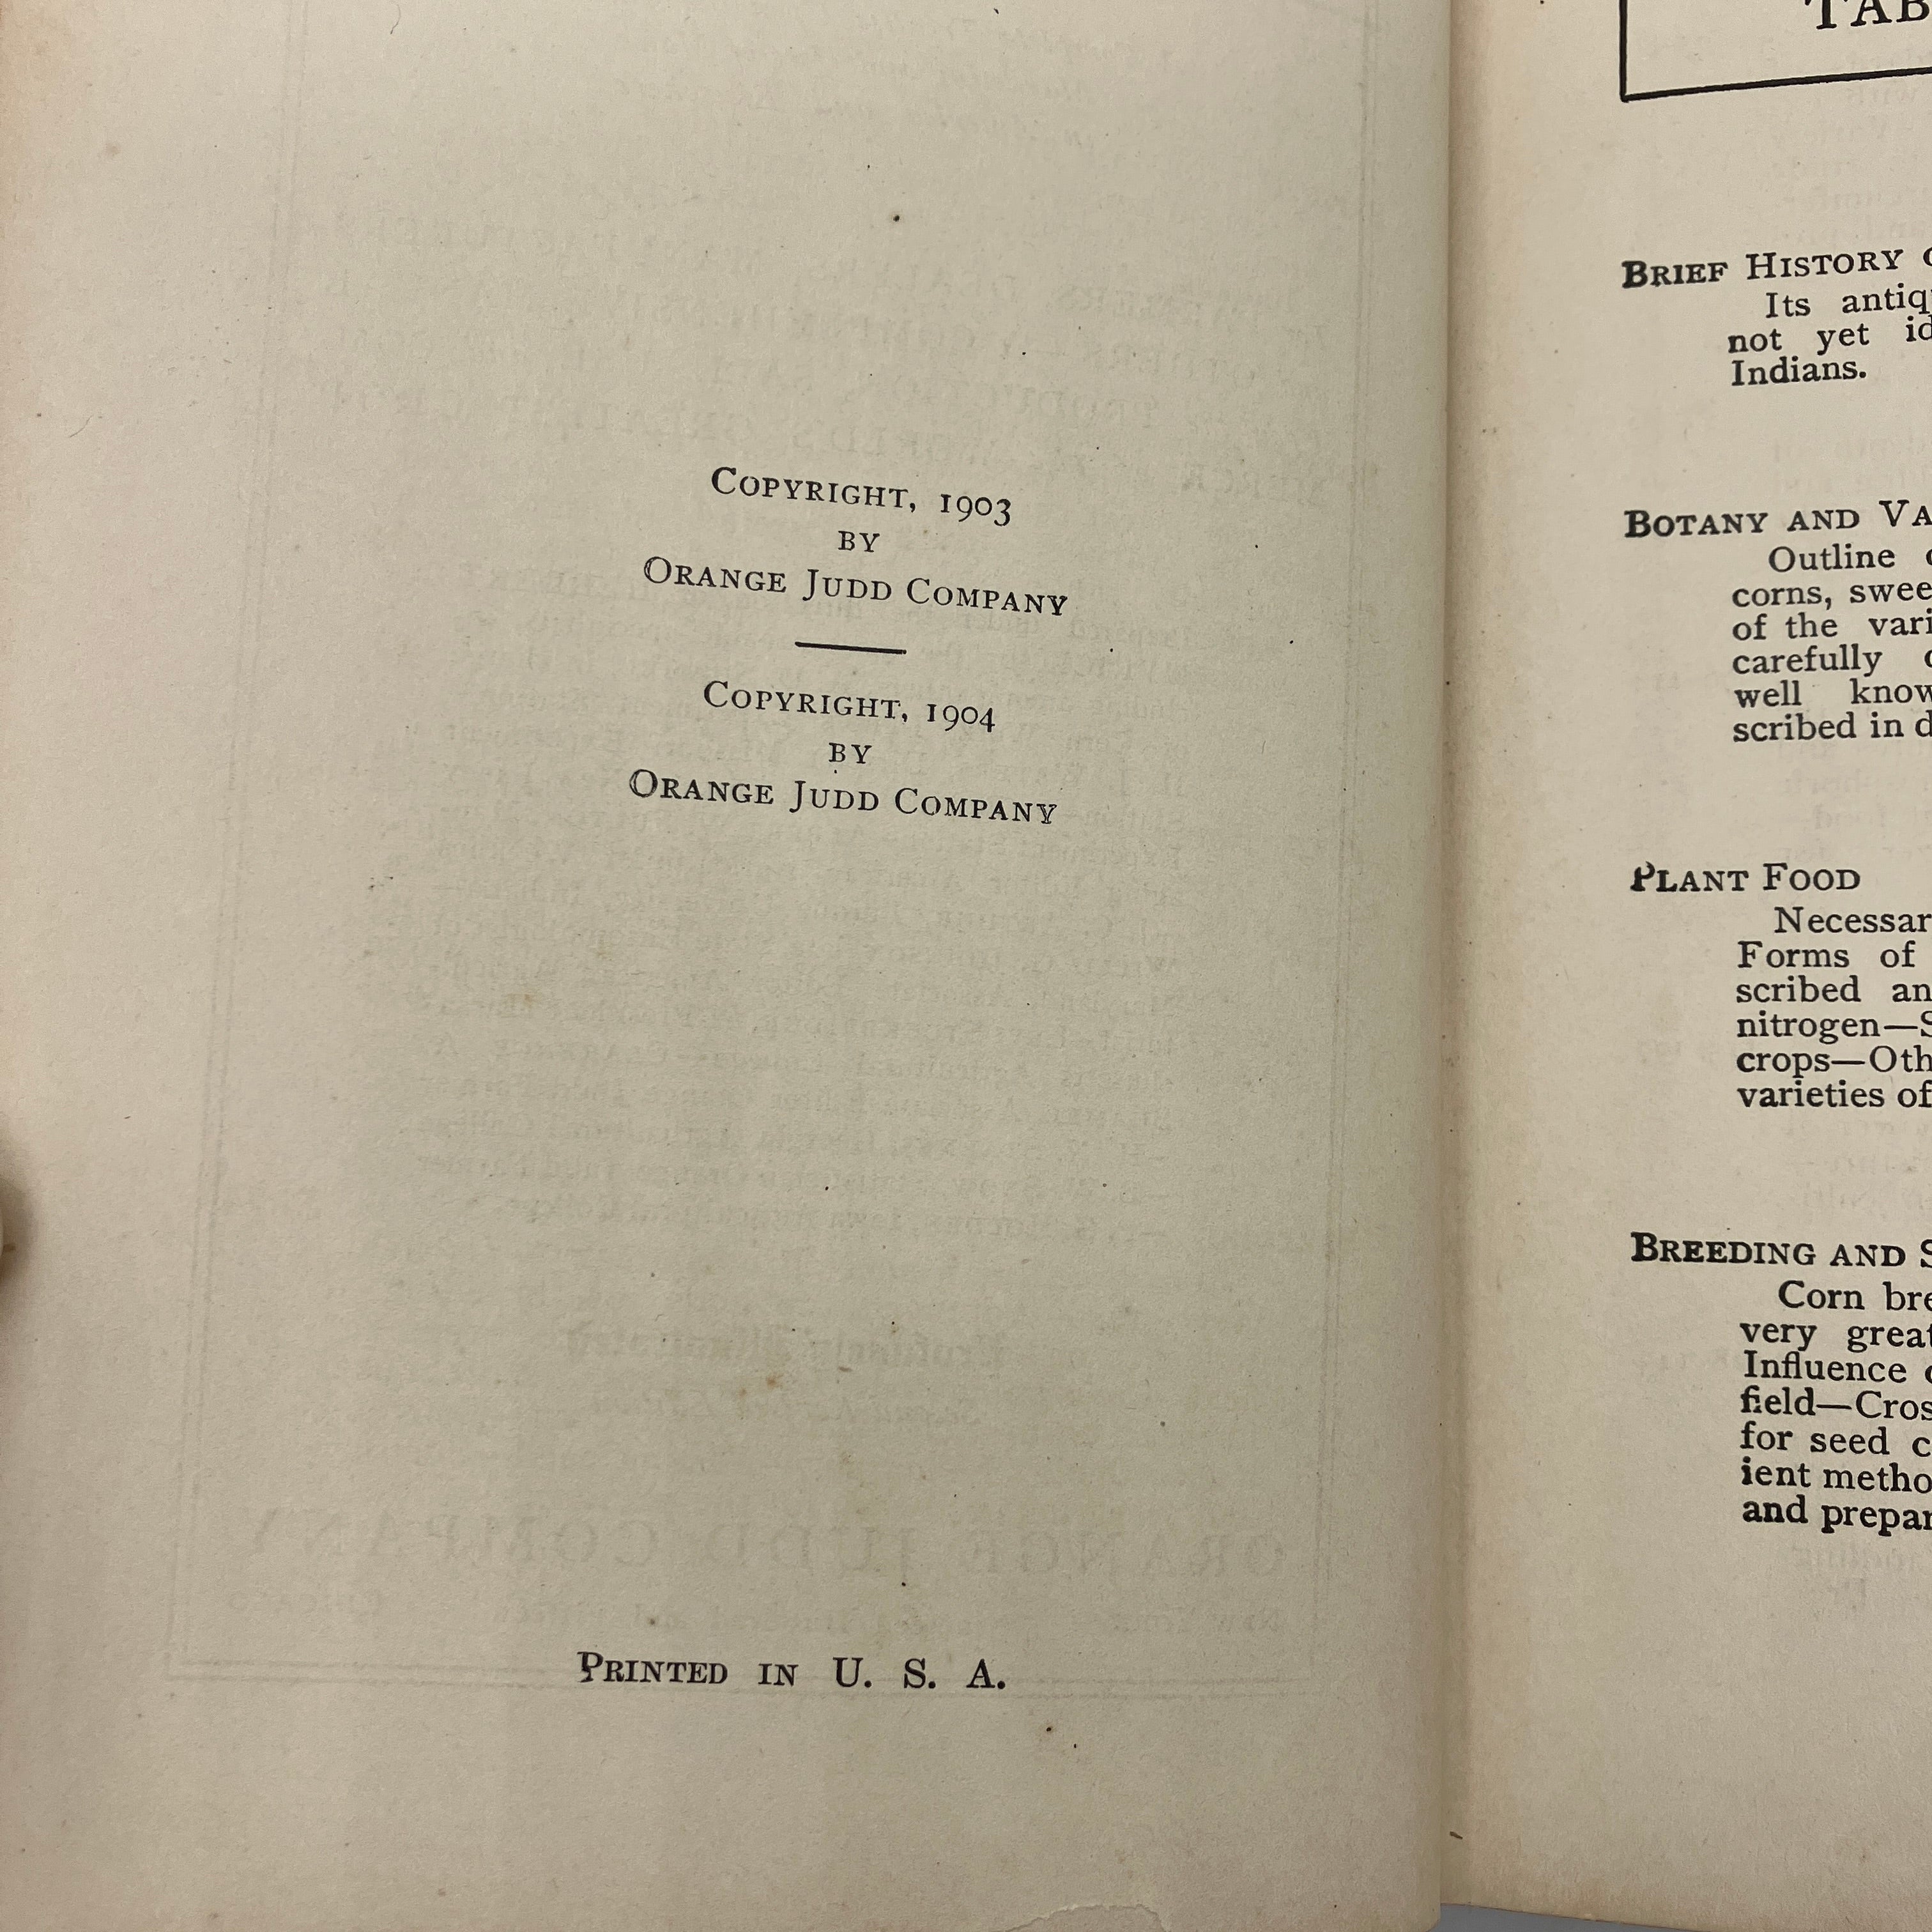 COPYRIGHT, 1903
BY
ORANGE JUDD COMPANY
COPYRIGHT, 1904
BY
ORANGE JUDD COMPANY
PRINTED IN U. S. A.
TAB
BRIEF HISTORY
Its antiq
not yet id
Indians.
BOTANY AND VA
Outline
corns, swee
of the vari
carefully
well know
scribed in d
PLANT FOOD
Necessar
Forms of
scribed an
nitrogen—S
crops—Oth
varieties of
BREEDING AND S
Corn bre
very great
Influence
field—Cros
for seed c
ient metho
and prepar